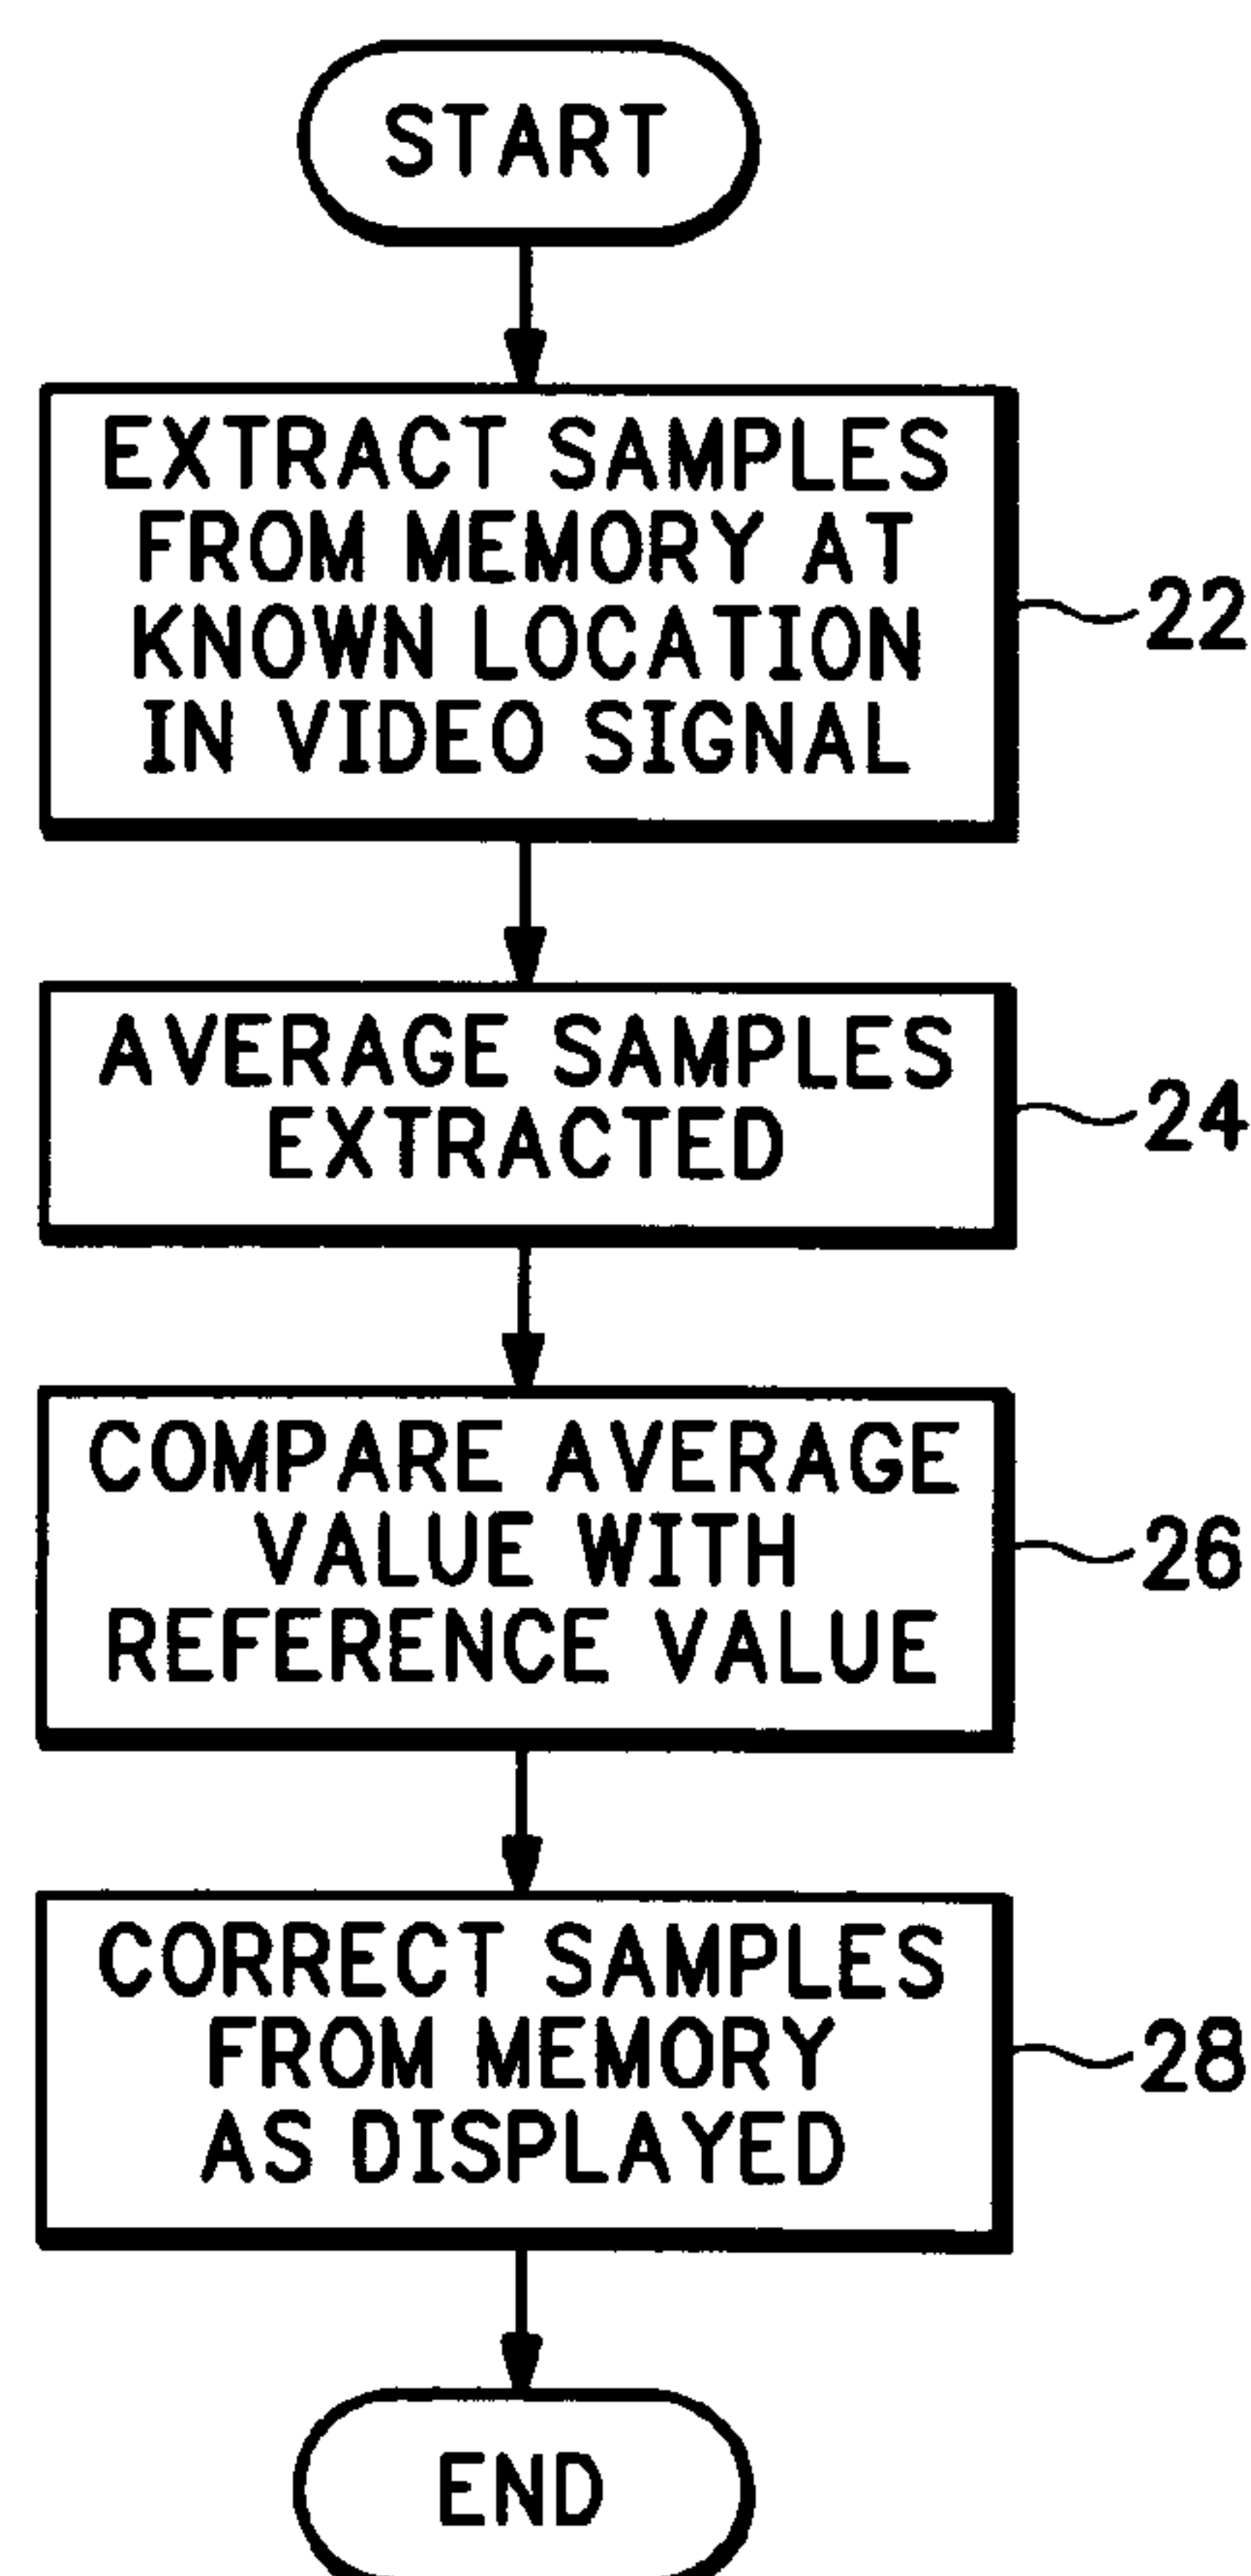 START
EXTRACT SAMPLES
FROM MEMORY AT
KNOWN LOCATION
IN VIDEO SIGNAL
22
AVERAGE SAMPLES
EXTRACTED
24
COMPARE AVERAGE
VALUE WITH
REFERENCE VALUE
26
CORRECT SAMPLES
FROM MEMORY
AS DISPLAYED
28
END